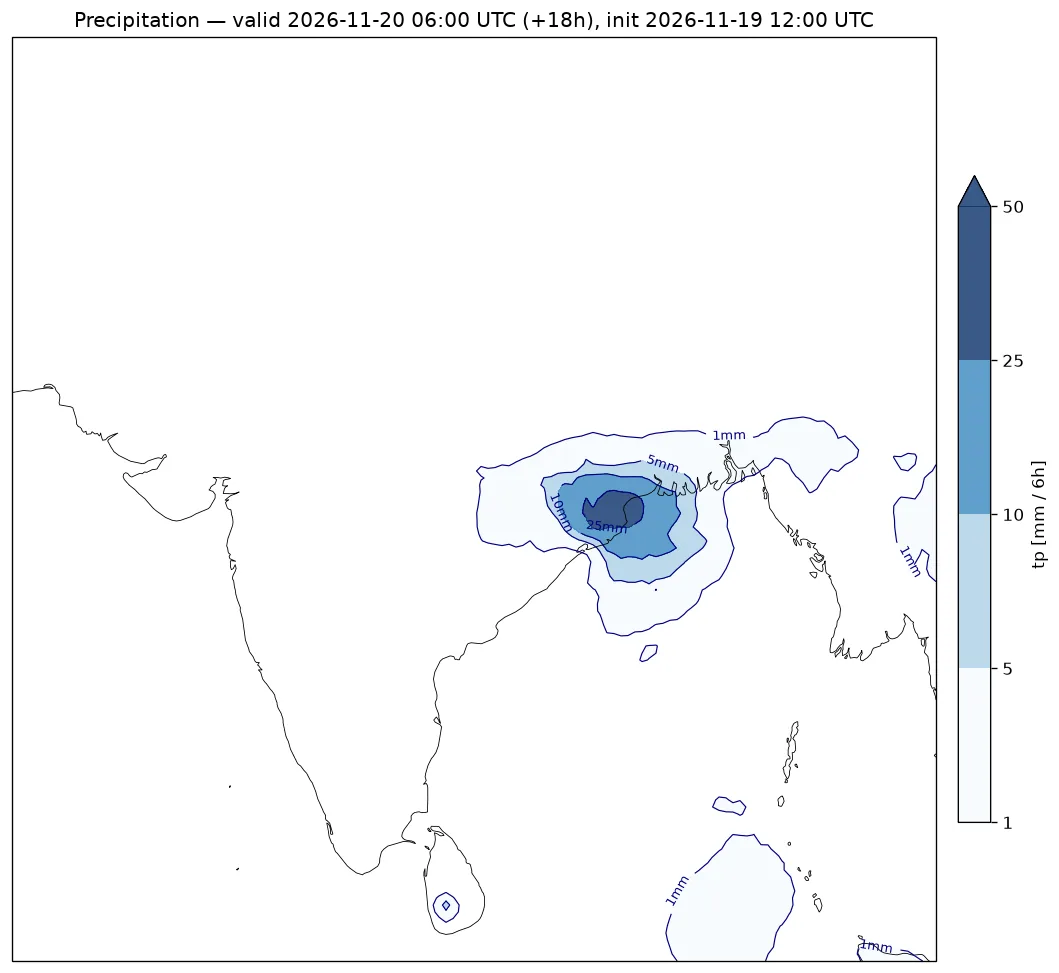 Precipitation — valid 2026-11-20 06:00 UTC (+18h), init 2026-11-19 12:00 UTC
50
25
10
5
1
tp [mm / 6h]
1mm
5mm
10mm
25mm
1mm
1mm
1mm